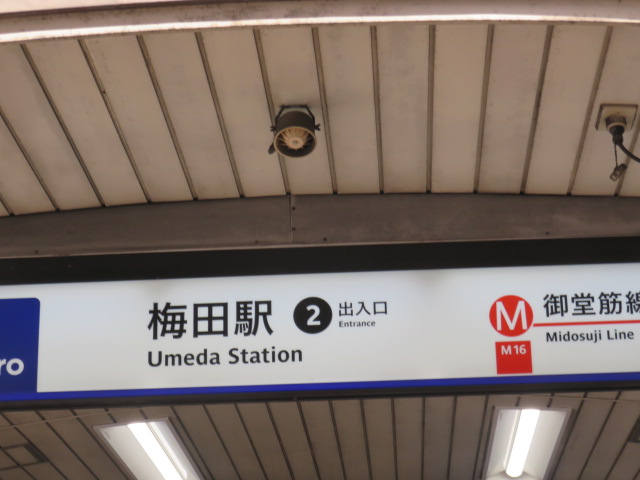 ro
梅田駅 2 出入口
Entrance
Umeda Station
M 御堂筋線
Midosuji Line
M16